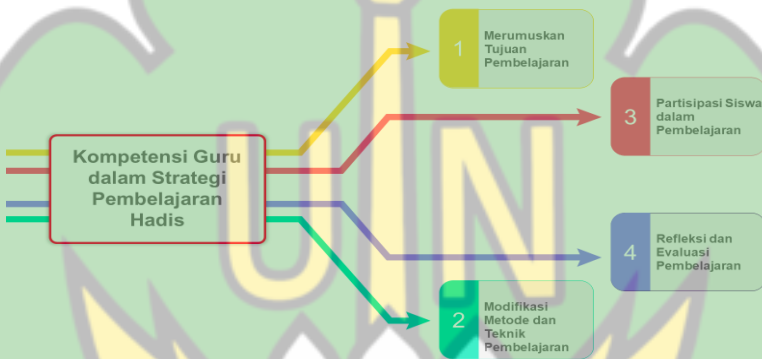 Kompetensi Guru
dalam Strategi
Pembelajaran
Hadis
1
Merumuskan
Tujuan
Pembelajaran
3
Partisipasi Siswa
dalam
Pembelajaran
4
Refleksi dan
Evaluasi
Pembelajaran
2
Modifikasi
Metode dan
Teknik
Pembelajaran
UIN